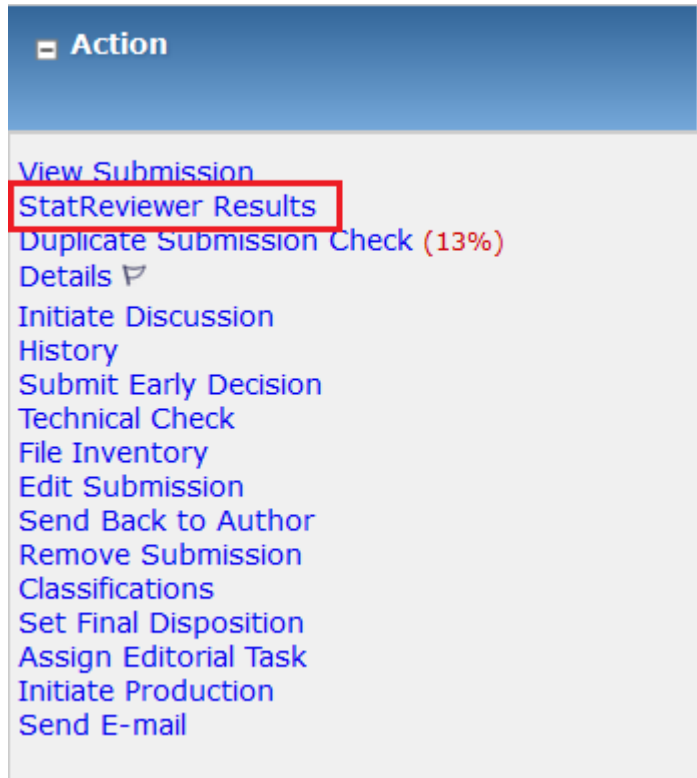 Action
View Submission
StatReviewer Results
Duplicate Submission Check (13%)
Details
Initiate Discussion
History
Submit Early Decision
Technical Check
File Inventory
Edit Submission
Send Back to Author
Remove Submission
Classifications
Set Final Disposition
Assign Editorial Task
Initiate Production
Send E-mail